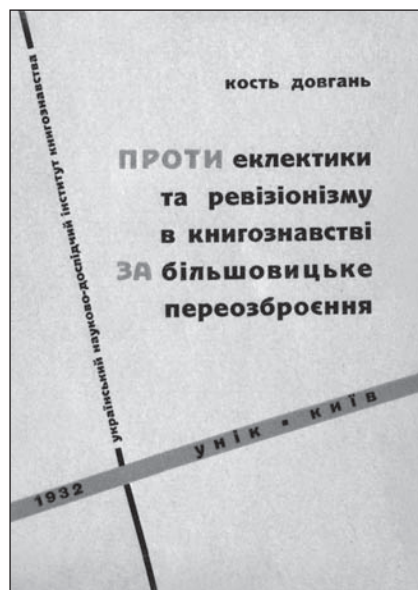 кость довгань
ПРОТИ еклектики
та ревізіонізму
в книгознавстві
ЗА більшовицьке
переозброєння
український науково-дослідчий інститут книгознавства
1932 унік ▪ київ